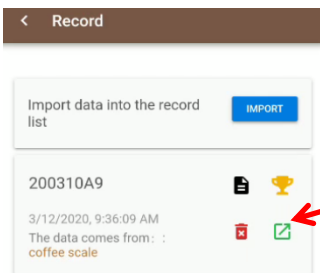 < Record
Import data into the record
list
IMPORT
200310A9
3/12/2020, 9:36:09 AM
The data comes from: :
coffee scale